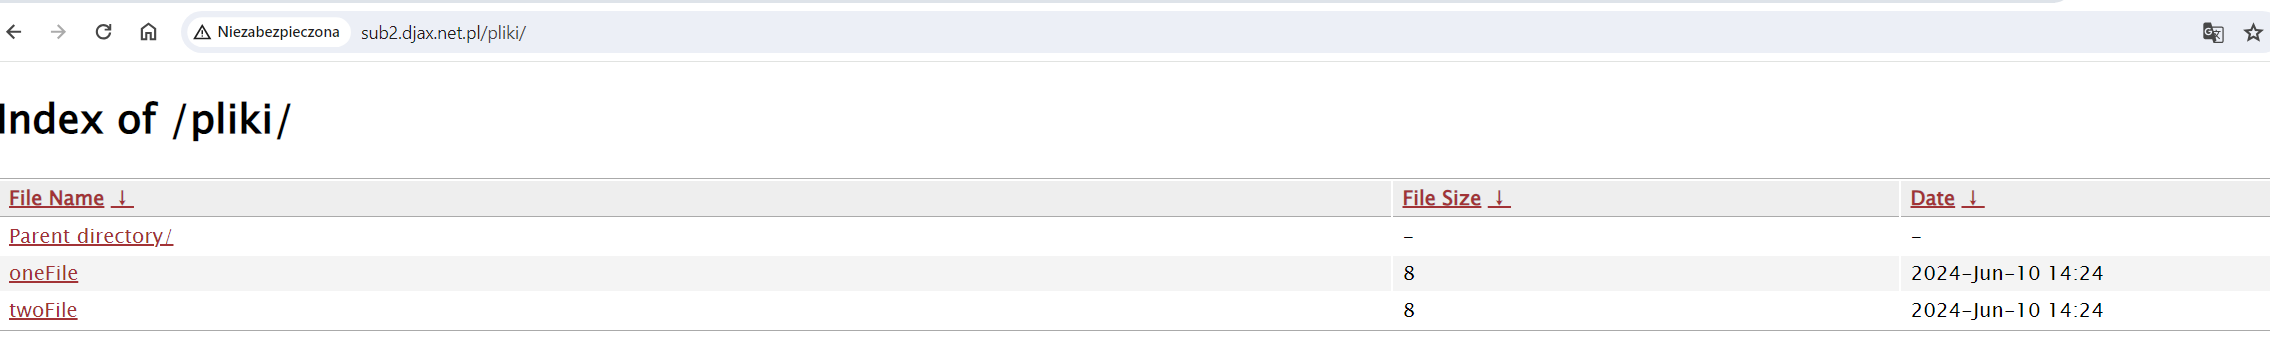 Niezabezpieczona sub2.djax.net.pl/pliki/
Index of /pliki/
File Name ↓ File Size ↓ Date ↓
Parent directory/ - -
oneFile 8 2024-Jun-10 14:24
twoFile 8 2024-Jun-10 14:24